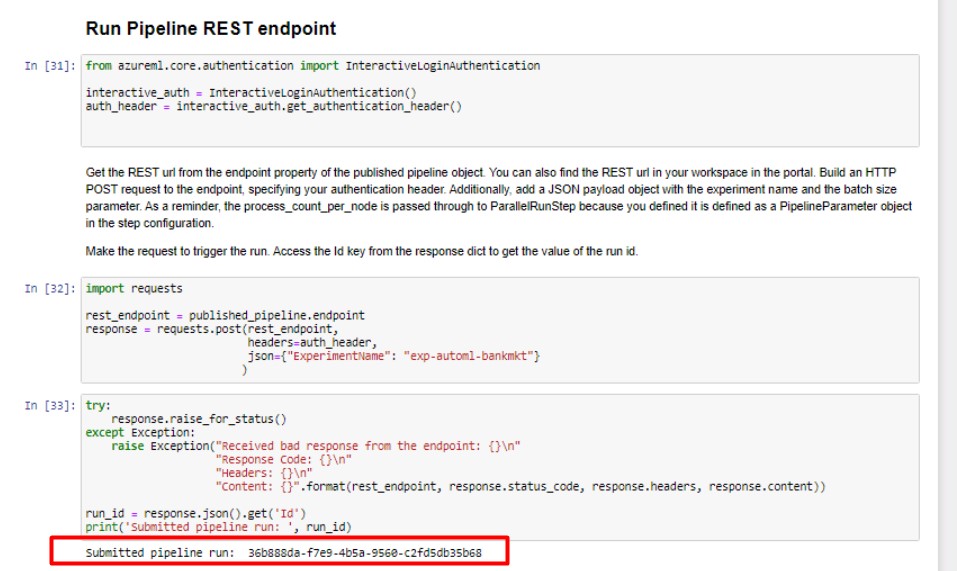 Run Pipeline REST endpoint
In [31]: from azureml.core.authentication import InteractiveLoginAuthentication
interactive_auth = InteractiveLoginAuthentication()
auth_header = interactive_auth.get_authentication_header()
Get the REST url from the endpoint property of the published pipeline object. You can also find the REST url in your workspace in the portal. Build an HTTP
POST request to the endpoint, specifying your authentication header. Additionally, add a JSON payload object with the experiment name and the batch size
parameter. As a reminder, the process_count_per_node is passed through to ParallelRunStep because you defined it is defined as a PipelineParameter object
in the step configuration.
Make the request to trigger the run. Access the Id key from the response dict to get the value of the run id.
In [32]: import requests
rest_endpoint = published_pipeline.endpoint
response = requests.post(rest_endpoint,
headers=auth_header,
json={"ExperimentName": "exp-automl-bankmkt"}
)
In [33]: try:
response.raise_for_status()
except Exception:
raise Exception("Received bad response from the endpoint: {}\n"
"Response Code: {}\n"
"Headers: {}\n"
"Content: {}".format(rest_endpoint, response.status_code, response.headers, response.content))
run_id = response.json().get('Id')
print('Submitted pipeline run: ', run_id)
Submitted pipeline run:  36b888da-f7e9-4b5a-9560-c2fd5db35b68